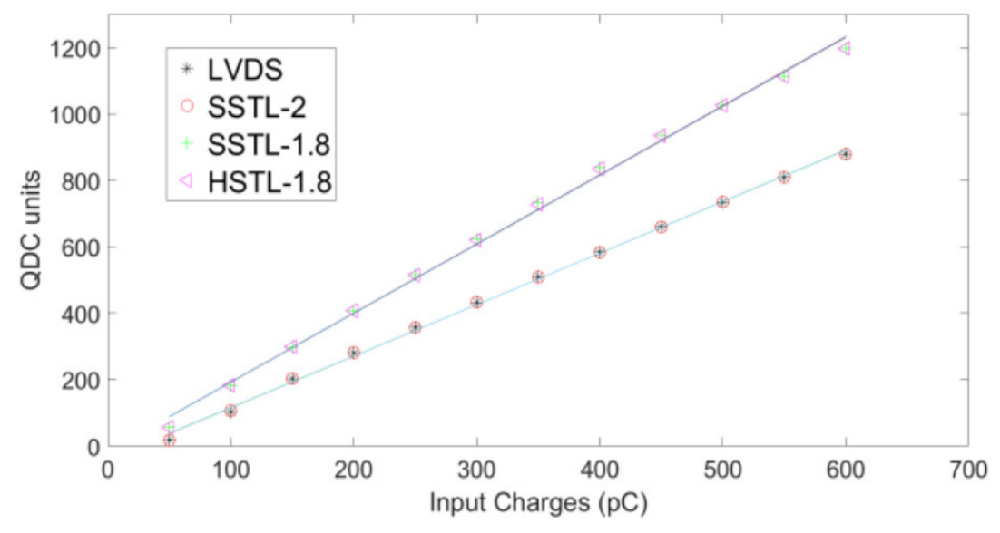 1200
1000
800
600
400
200
0
QDC units
LVDS
SSTL-2
SSTL-1.8
HSTL-1.8
0 100 200 300 400 500 600 700
Input Charges (pC)